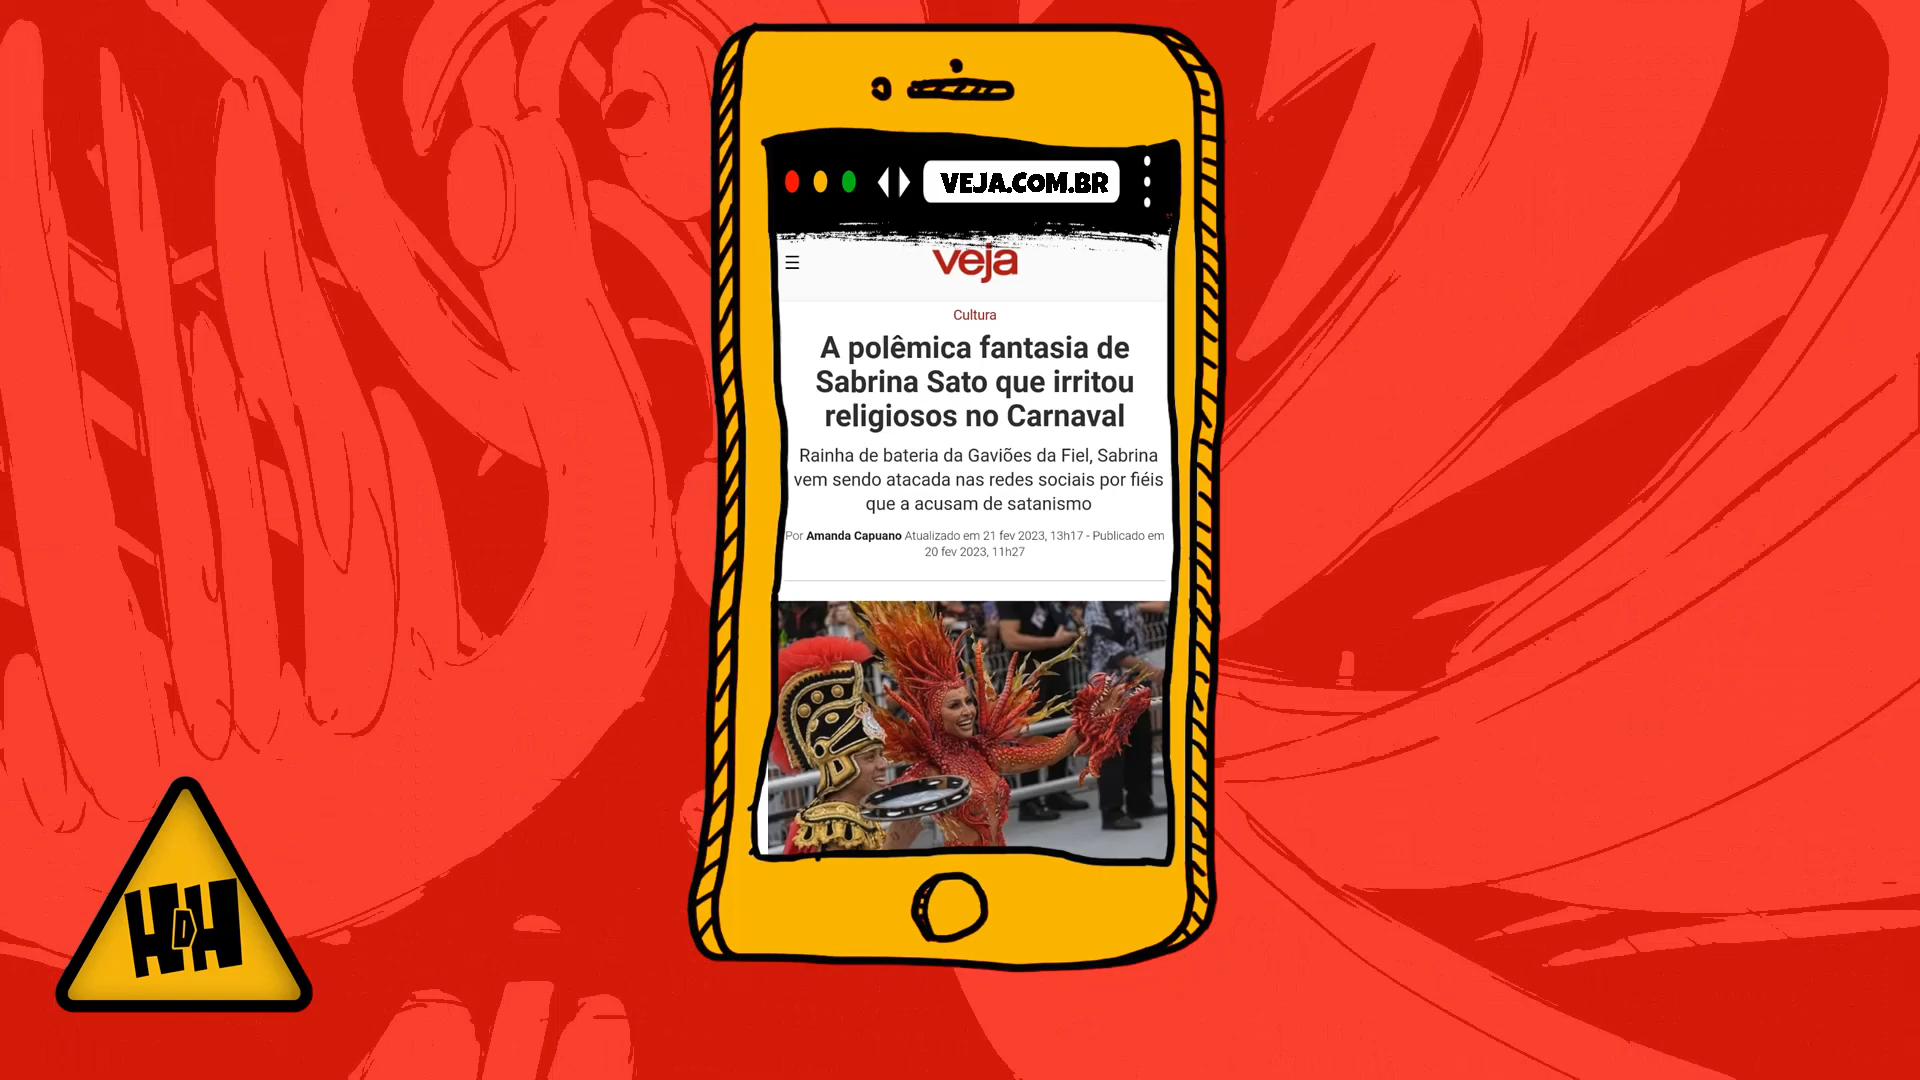 VEJA.COM.BR
veja
Cultura
A polêmica fantasia de
Sabrina Sato que irritou
religiosos no Carnaval
Rainha de bateria da Gaviões da Fiel, Sabrina
vem sendo atacada nas redes sociais por fiéis
que a acusam de satanismo
Por Amanda Capuano Atualizado em 21 fev 2023, 13h17 - Publicado em
20 fev 2023, 11h27
HDH